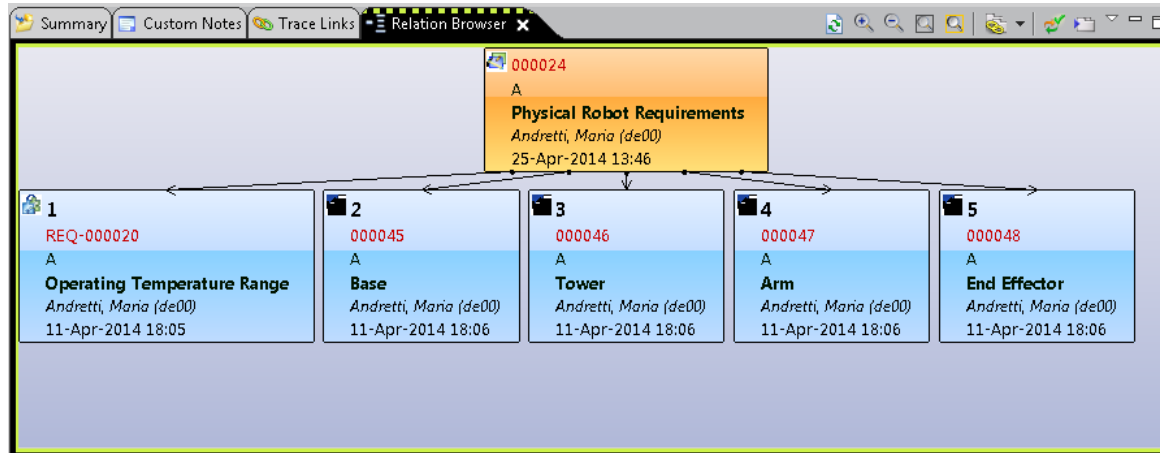 Summary
Custom Notes
Trace Links
Relation Browser
000024
A
Physical Robot Requirements
Andretti, Maria (de00)
25-Apr-2014 13:46
1
REQ-000020
A
Operating Temperature Range
Andretti, Maria (de00)
11-Apr-2014 18:05
2
000045
A
Base
Andretti, Maria (de00)
11-Apr-2014 18:06
3
000046
A
Tower
Andretti, Maria (de00)
11-Apr-2014 18:06
4
000047
A
Arm
Andretti, Maria (de00)
11-Apr-2014 18:06
5
000048
A
End Effector
Andretti, Maria (de00)
11-Apr-2014 18:06